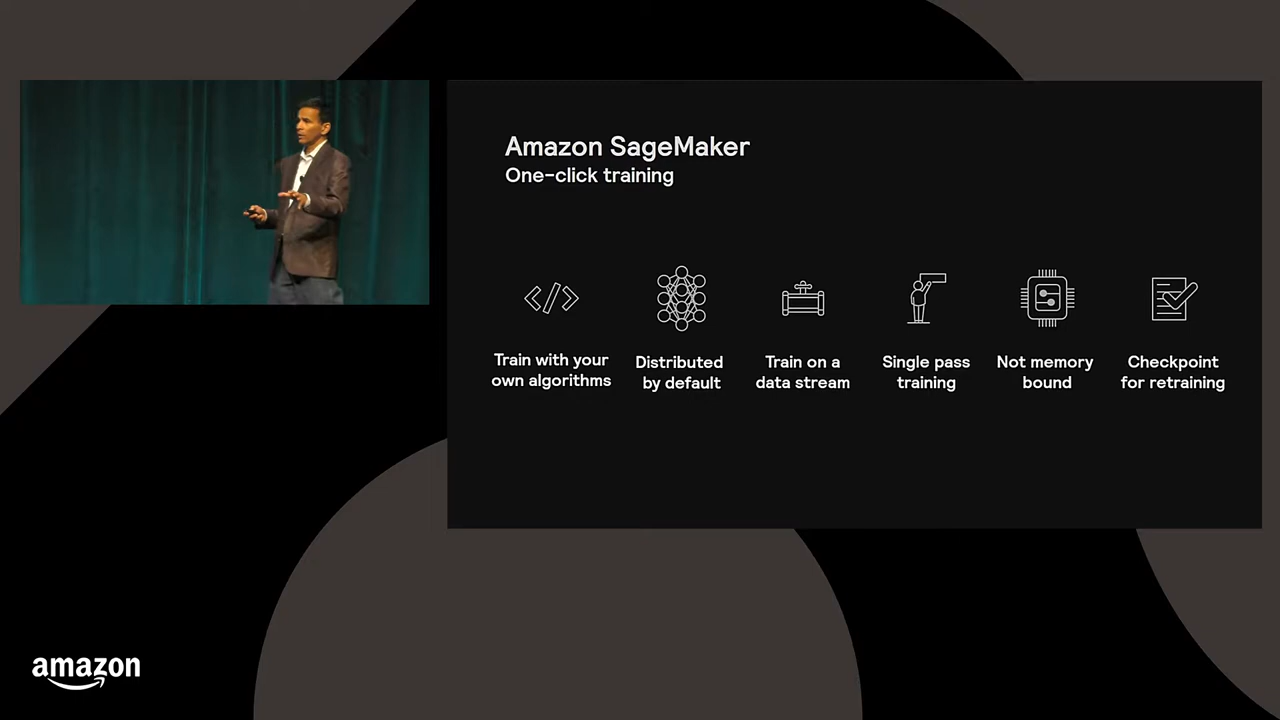 Amazon SageMaker
One-click training
Train with your
own algorithms
Distributed
by default
Train on a
data stream
Single pass
training
Not memory
bound
Checkpoint
for retraining
amazon